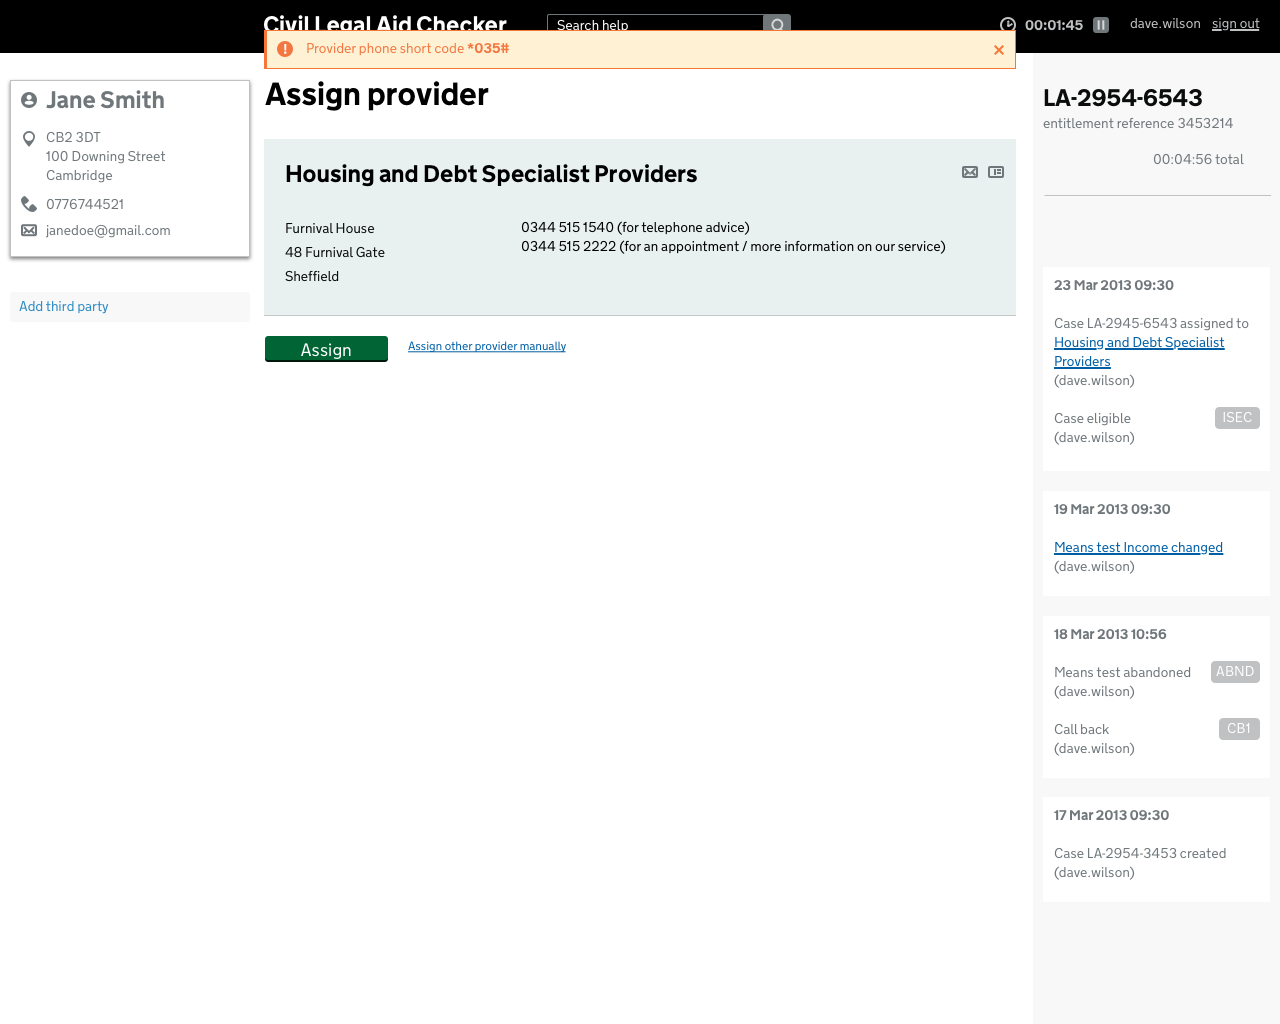 Civil Legal Aid Checker
Search help
00:01:45
dave.wilson sign out
Provider phone short code *035#
Jane Smith
CB2 3DT
100 Downing Street
Cambridge
0776744521
janedoe@gmail.com
Add third party
Assign provider
Housing and Debt Specialist Providers
Furnival House
48 Furnival Gate
Sheffield
0344 515 1540 (for telephone advice)
0344 515 2222 (for an appointment / more information on our service)
Assign
Assign other provider manually
LA-2954-6543
entitlement reference 3453214
00:04:56 total
23 Mar 2013 09:30
Case LA-2945-6543 assigned to
Housing and Debt Specialist
Providers
(dave.wilson)
Case eligible ISEC
(dave.wilson)
19 Mar 2013 09:30
Means test Income changed
(dave.wilson)
18 Mar 2013 10:56
Means test abandoned ABND
(dave.wilson)
Call back CB1
(dave.wilson)
17 Mar 2013 09:30
Case LA-2954-3453 created
(dave.wilson)